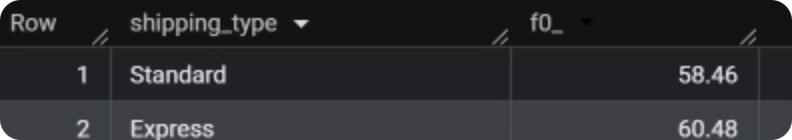 Row shipping_type f0_
1 Standard 58.46
2 Express 60.48